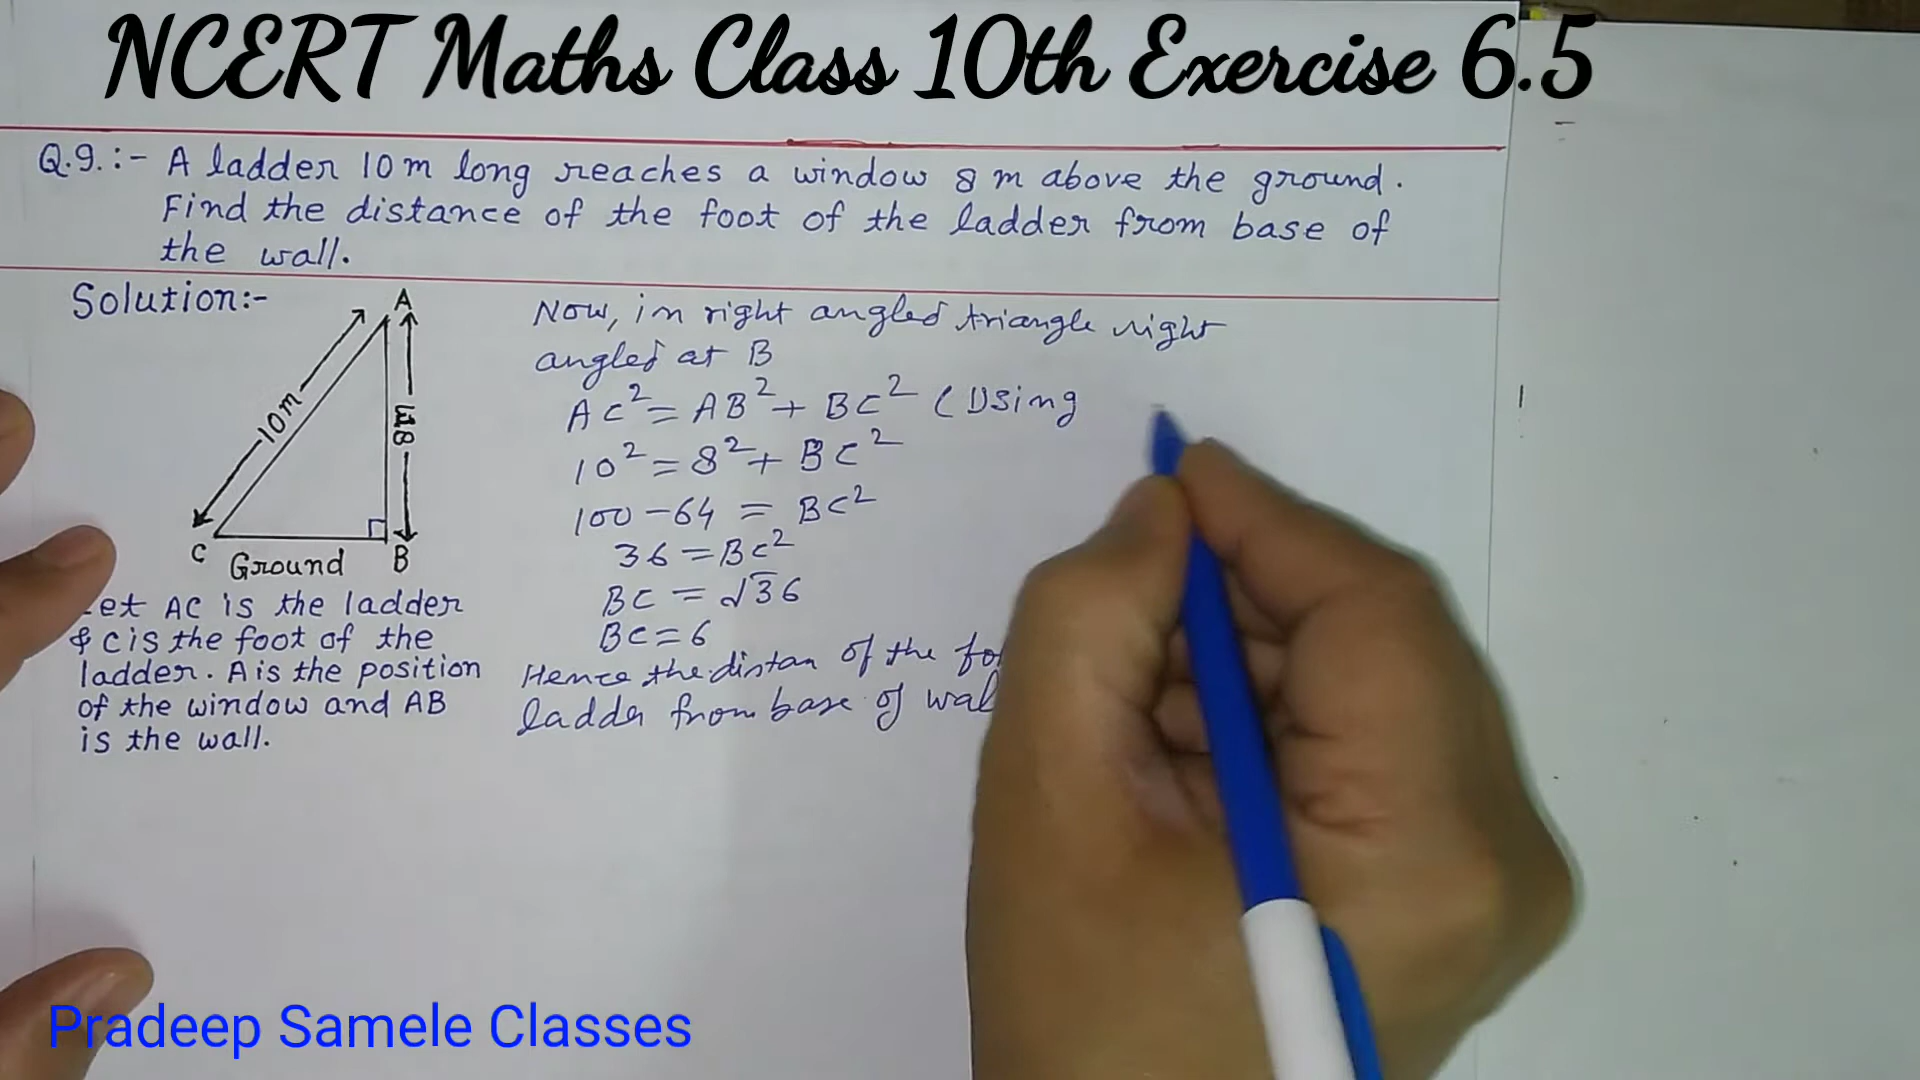 NCERT Maths Class 10th Exercise 6.5
Q.9.:- A ladder 10 m long reaches a window 8 m above the ground.
Find the distance of the foot of the ladder from base of
the wall.
Solution:-
A
10m
8m
C
Ground
B
Let AC is the ladder
& C is the foot of the
ladder. A is the position
of the window and AB
is the wall.
Now, in right angled triangle right
angled at B
AC² = AB² + BC² (Using
10² = 8² + BC²
100 - 64 = BC²
36 = BC²
BC = √36
BC = 6
Hence the distan of the
ladder from base of
Pradeep Samele Classes